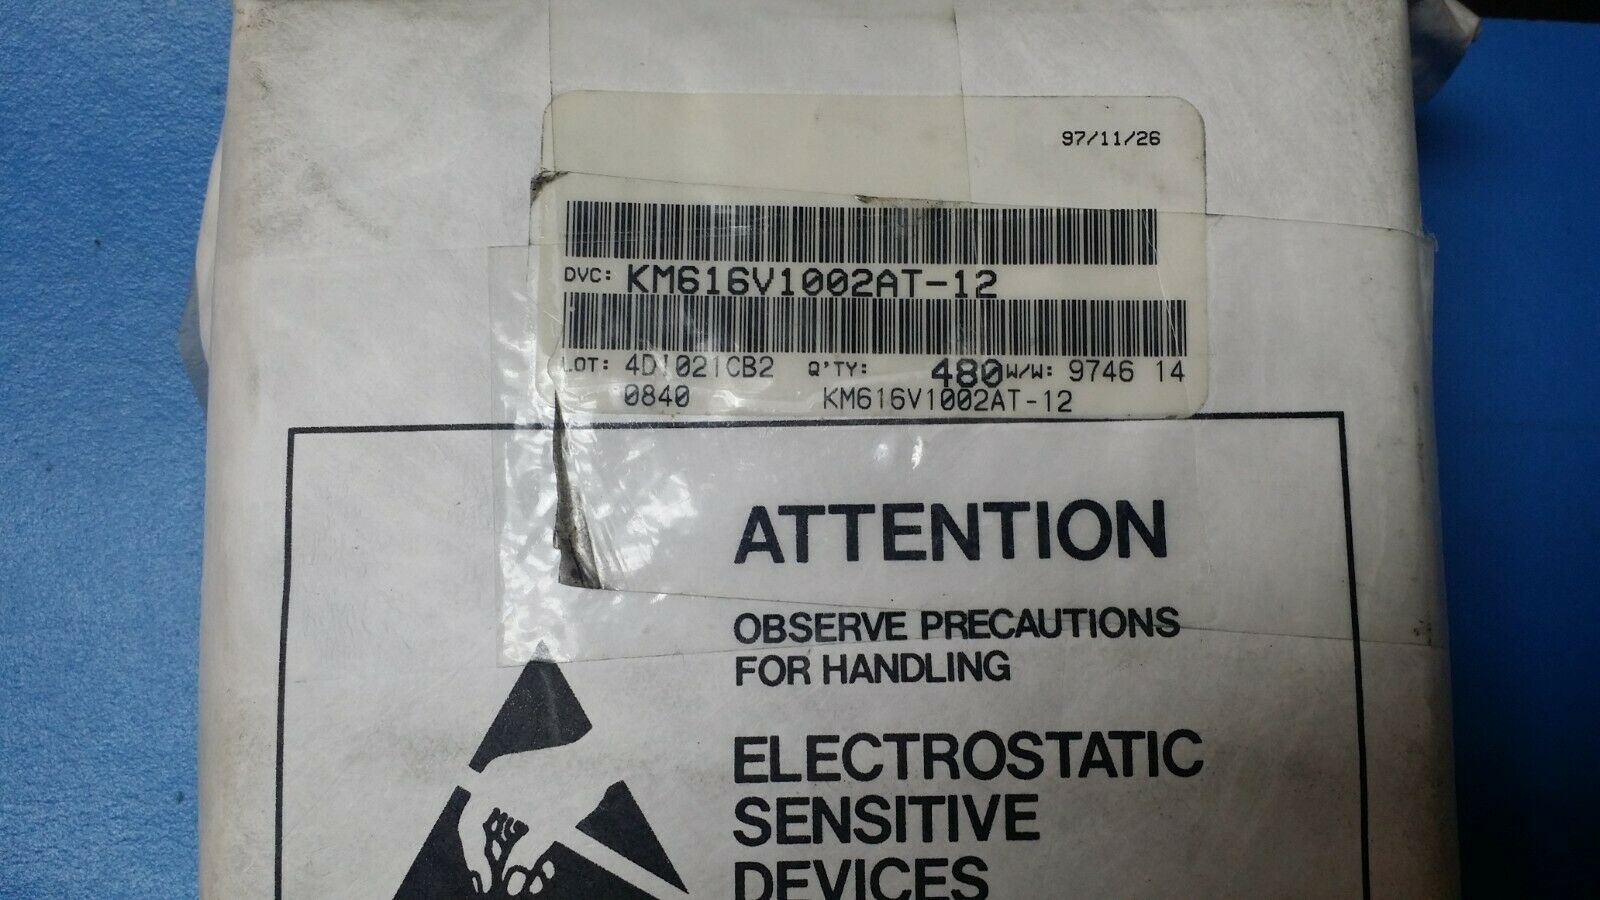 97/11/26
DVC: KM616V1002AT-12
LOT: 4DI021CB2 Q'TY: 480 W/W: 9746 14
0840 KM616V1002AT-12
ATTENTION
OBSERVE PRECAUTIONS
FOR HANDLING
ELECTROSTATIC
SENSITIVE
DEVICES